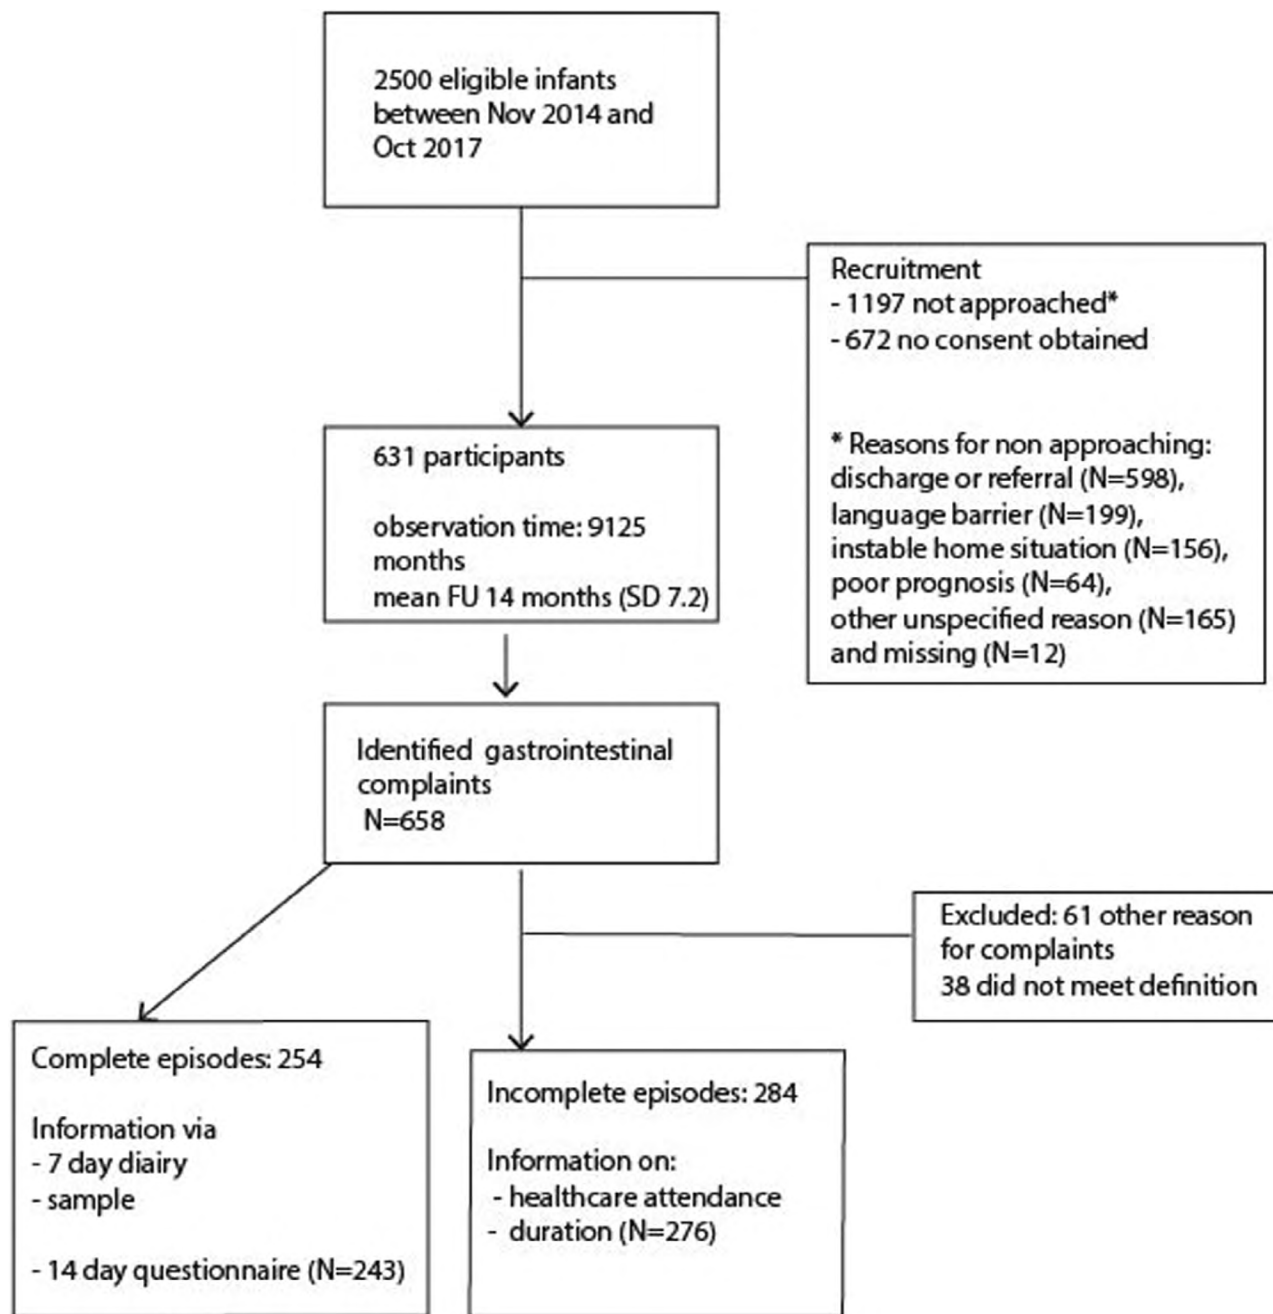 2500 eligible infants
between Nov 2014 and
Oct 2017
Recruitment
- 1197 not approached*
- 672 no consent obtained
* Reasons for non approaching:
discharge or referral (N=598),
language barrier (N=199),
instable home situation (N=156),
poor prognosis (N=64),
other unspecified reason (N=165)
and missing (N=12)
631 participants
observation time: 9125
months
mean FU 14 months (SD 7.2)
Identified gastrointestinal
complaints
N=658
Excluded: 61 other reason
for complaints
38 did not meet definition
Complete episodes: 254
Information via
- 7 day diairy
- sample
- 14 day questionnaire (N=243)
Incomplete episodes: 284
Information on:
- healthcare attendance
- duration (N=276)